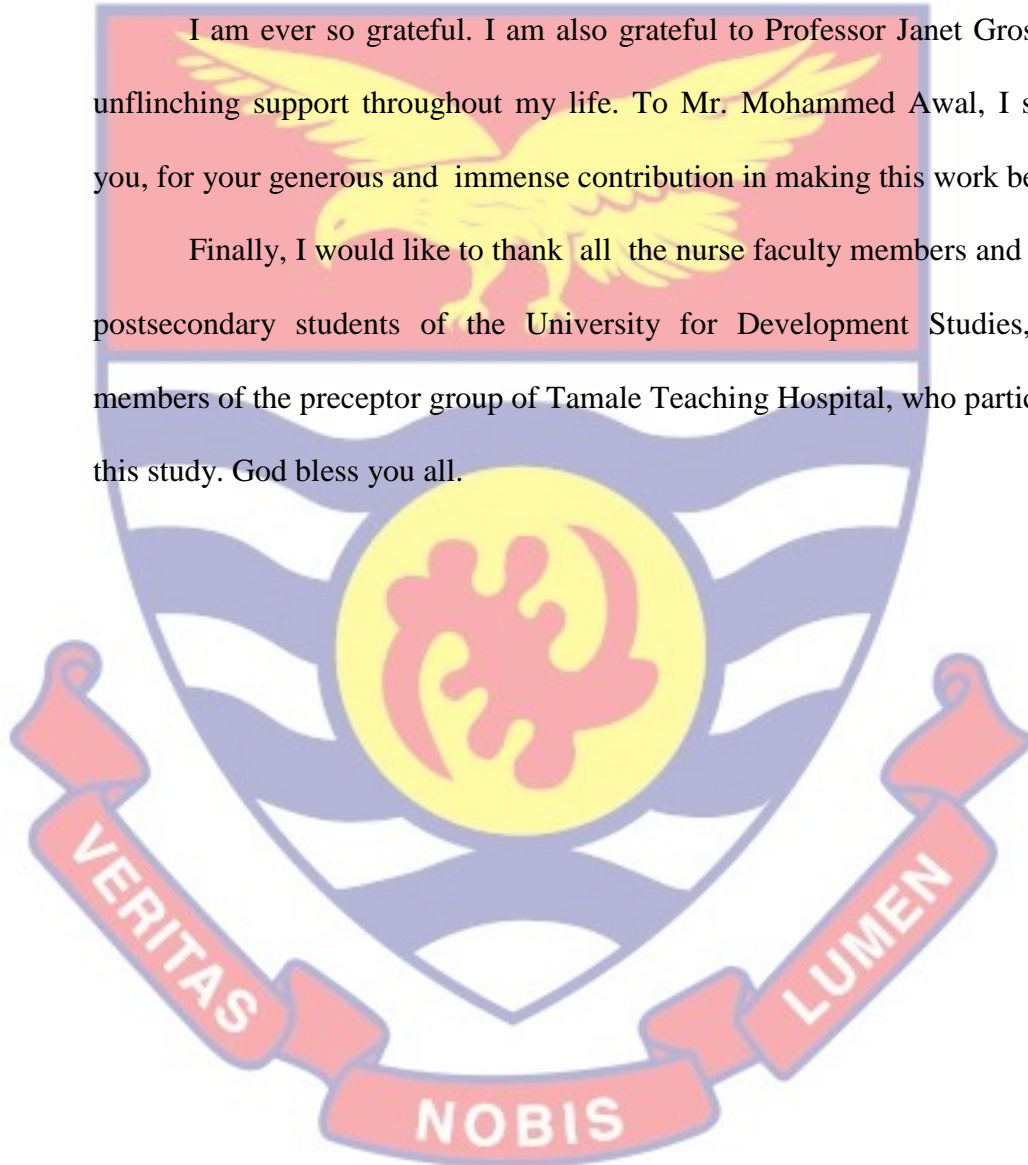 I am ever so grateful. I am also grateful to Professor Janet
unflinching support throughout my life. To Mr. Mohammed Awal, I
you, for your generous and immense contribution in making this work
Finally, I would like to thank all the nurse faculty members and
postsecondary students of the University for Development Studies,
members of the preceptor group of Tamale Teaching Hospital, who
this study. God bless you all.
VERITAS
NOBIS
LUMEN